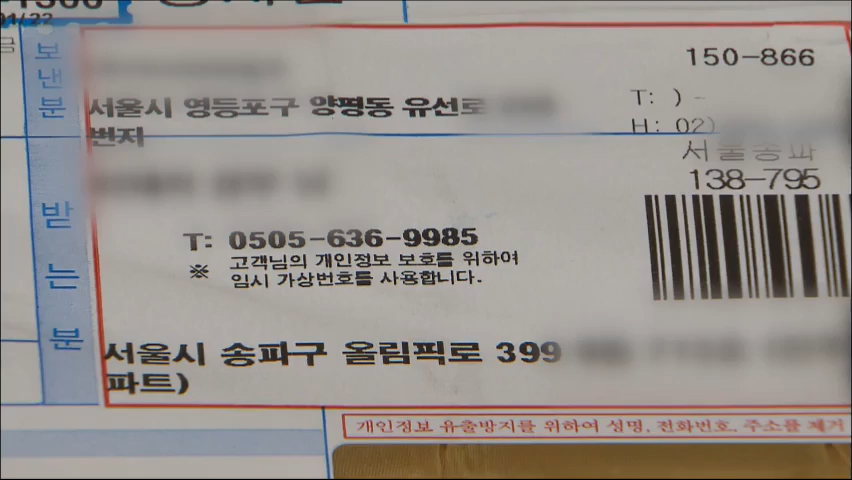 01/22
금
보낸분
150-866
서울시 영등포구 양평동 유선로
T: ) -
번지
H: 02)
서울송파
138-795
받는분
T: 0505-636-9985
※ 고객님의 개인정보 보호를 위하여
임시 가상번호를 사용합니다.
서울시 송파구 올림픽로 399
파트)
개인정보 유출방지를 위하여 성명, 전화번호, 주소를 제거